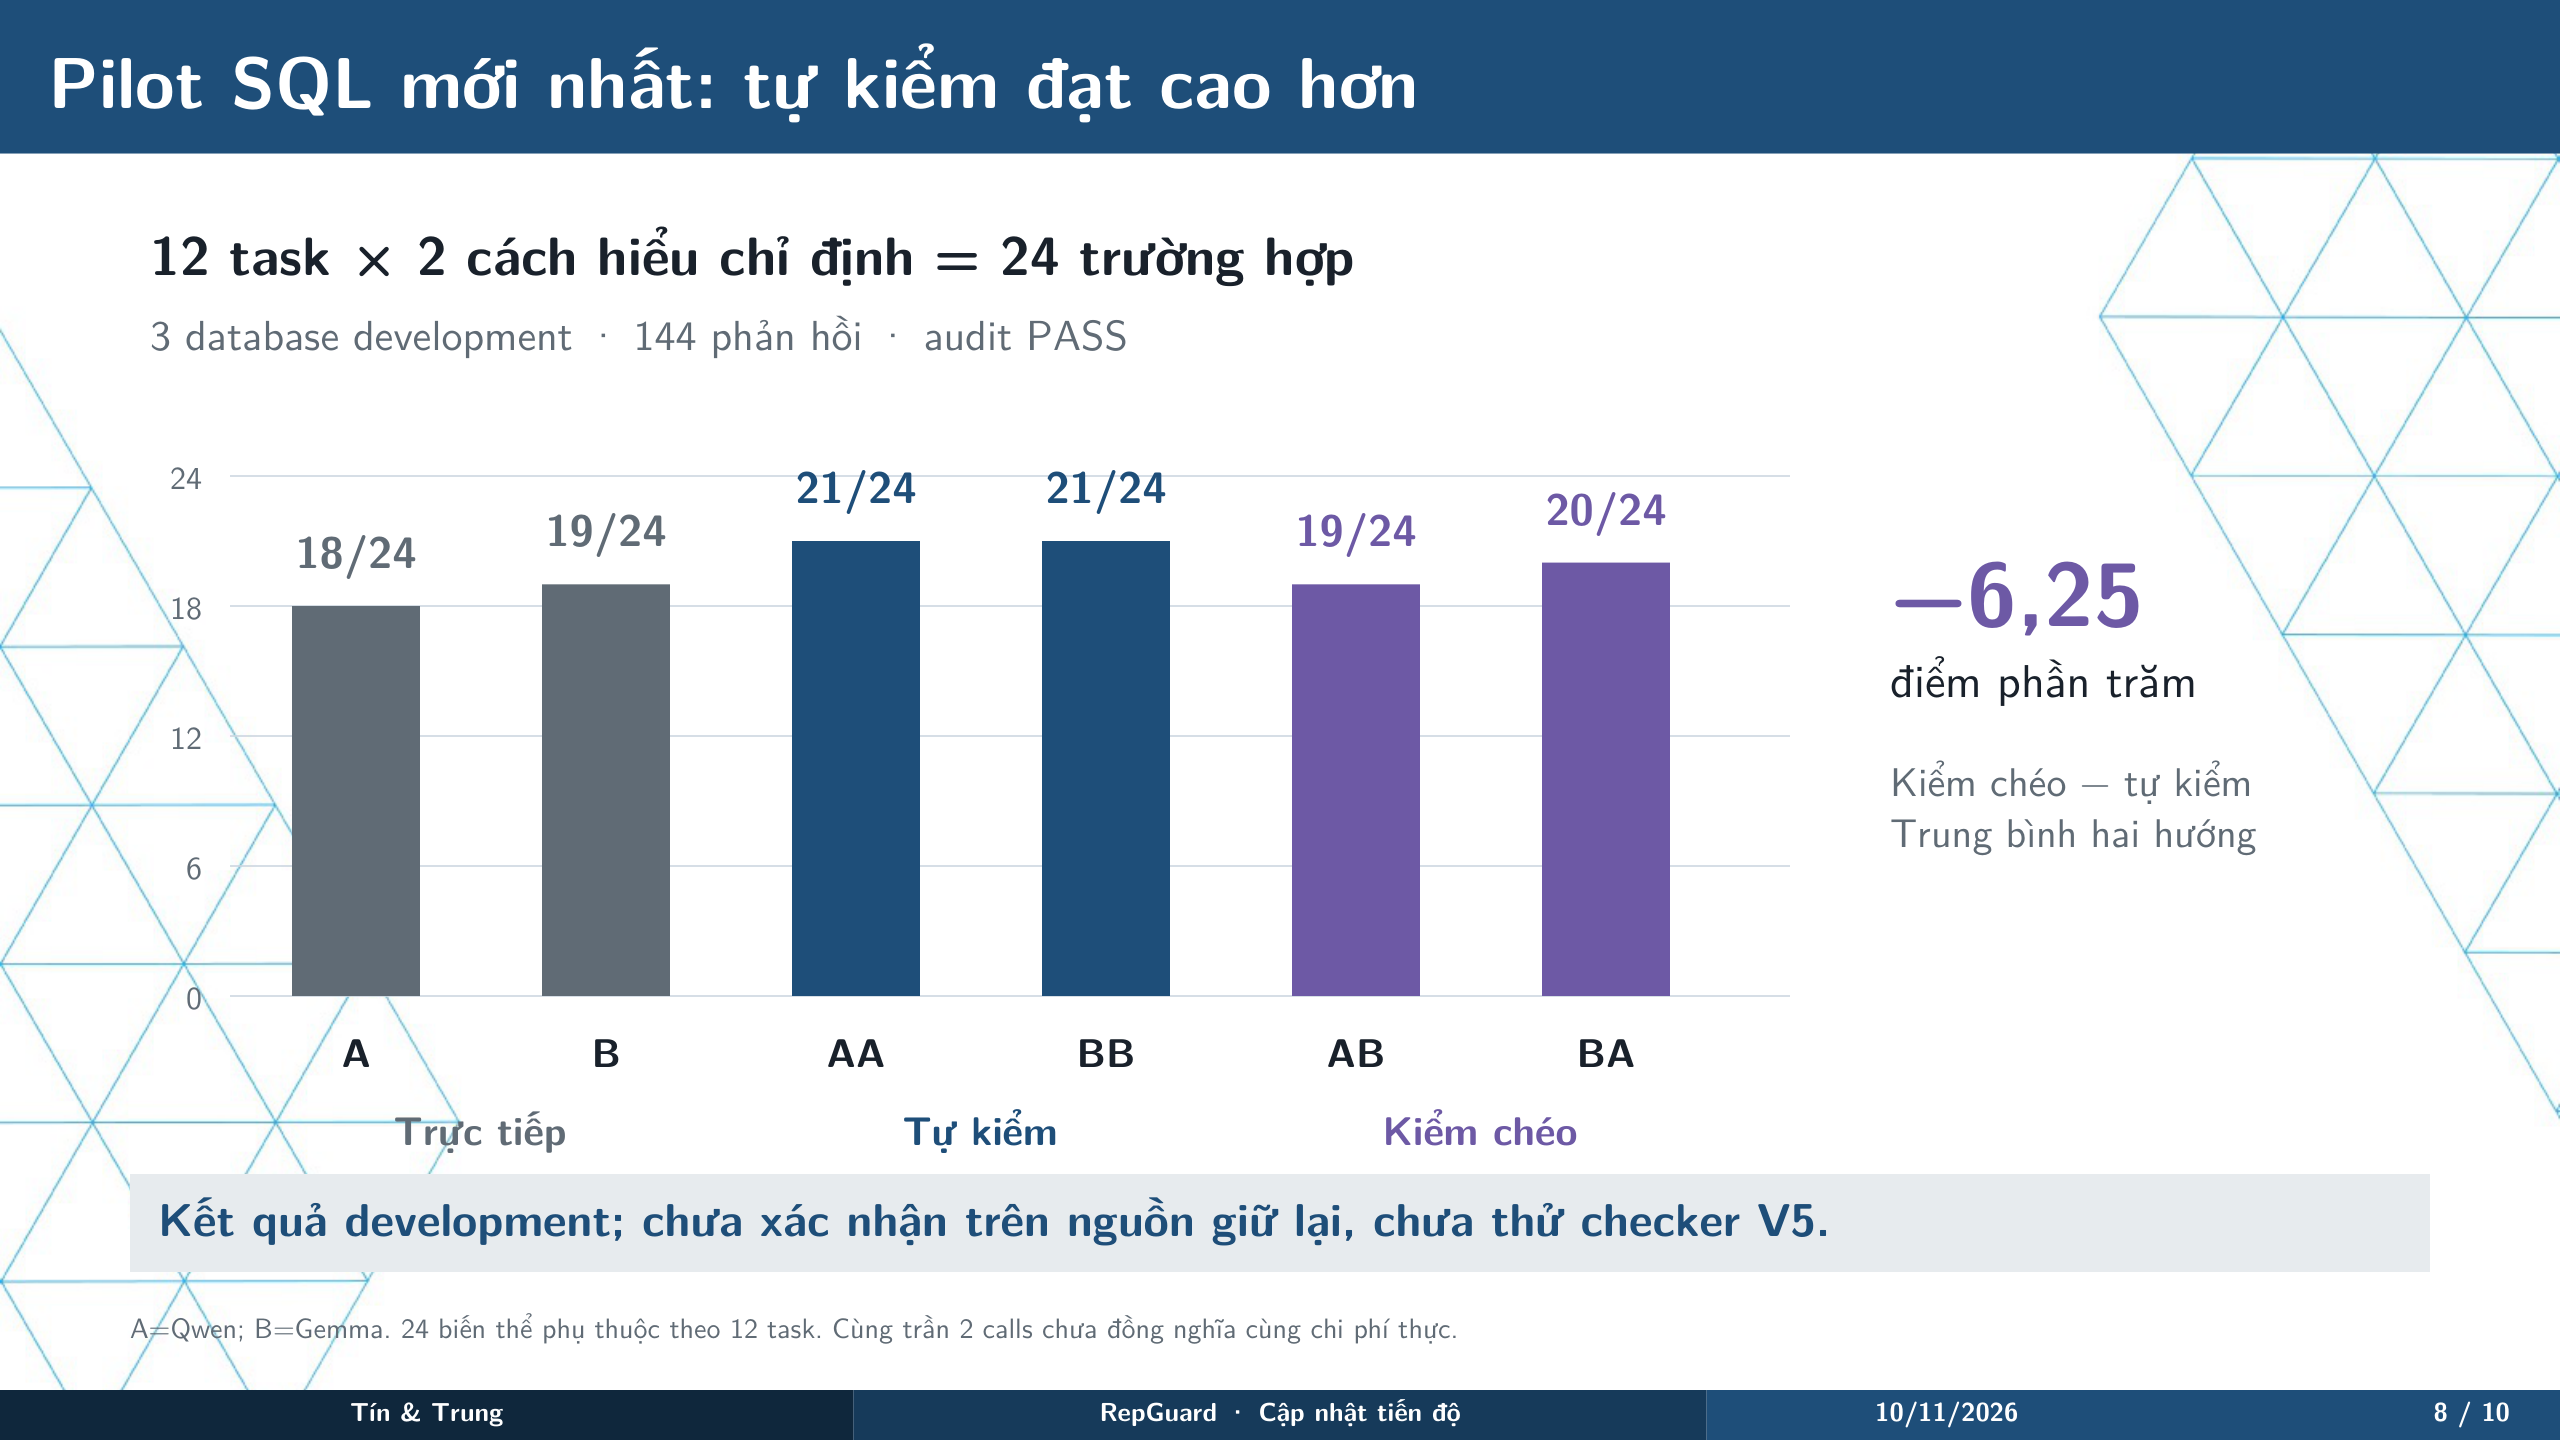 Pilot SQL mới nhất: tự kiểm đạt cao hơn
12 task × 2 cách hiểu chỉ định = 24 trường hợp
3 database development · 144 phản hồi · audit PASS
24
18
12
6
0
18/24
19/24
21/24
21/24
19/24
20/24
A
B
AA
BB
AB
BA
Trực tiếp
Tự kiểm
Kiểm chéo
—6,25
điểm phần trăm
Kiểm chéo — tự kiểm
Trung bình hai hướng
Kết quả development; chưa xác nhận trên nguồn giữ lại, chưa thử checker V5.
A=Qwen; B=Gemma. 24 biến thể phụ thuộc theo 12 task. Cùng trần 2 calls chưa đồng nghĩa cùng chi phí thực.
Tín & Trung
RepGuard · Cập nhật tiến độ
10/11/2026
8 / 10